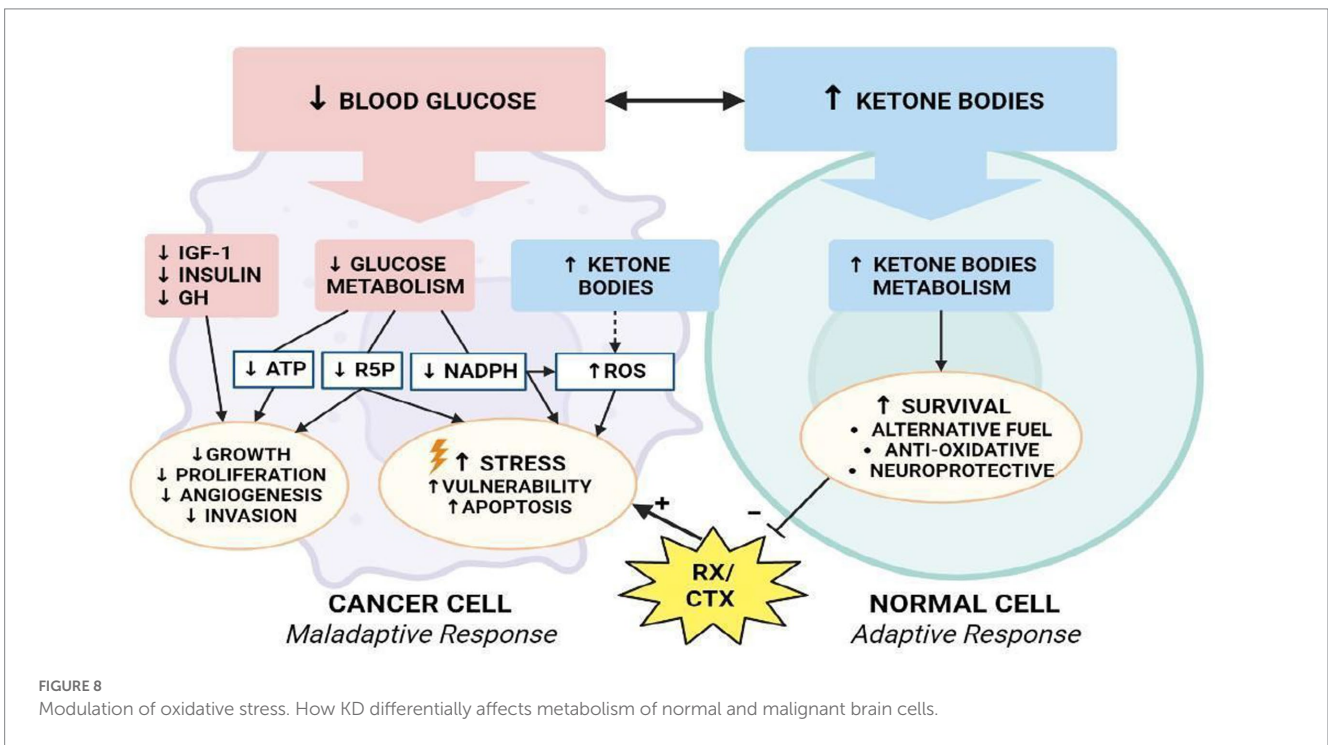 ↓ BLOOD GLUCOSE
↑ KETONE BODIES
↓ IGF-1
↓ INSULIN
↓ GH
↓ GLUCOSE
METABOLISM
↑ KETONE
BODIES
↑ KETONE BODIES
METABOLISM
↓ ATP
↓ R5P
↓ NADPH
↑ROS
↓GROWTH
↓ PROLIFERATION
↓ ANGIOGENESIS
↓ INVASION
↑ STRESS
↑VULNERABILITY
↑APOPTOSIS
↑ SURVIVAL
• ALTERNATIVE FUEL
• ANTI-OXIDATIVE
• NEUROPROTECTIVE
+
–
RX/
CTX
CANCER CELL
Maladaptive Response
NORMAL CELL
Adaptive Response
FIGURE 8
Modulation of oxidative stress. How KD differentially affects metabolism of normal and malignant brain cells.